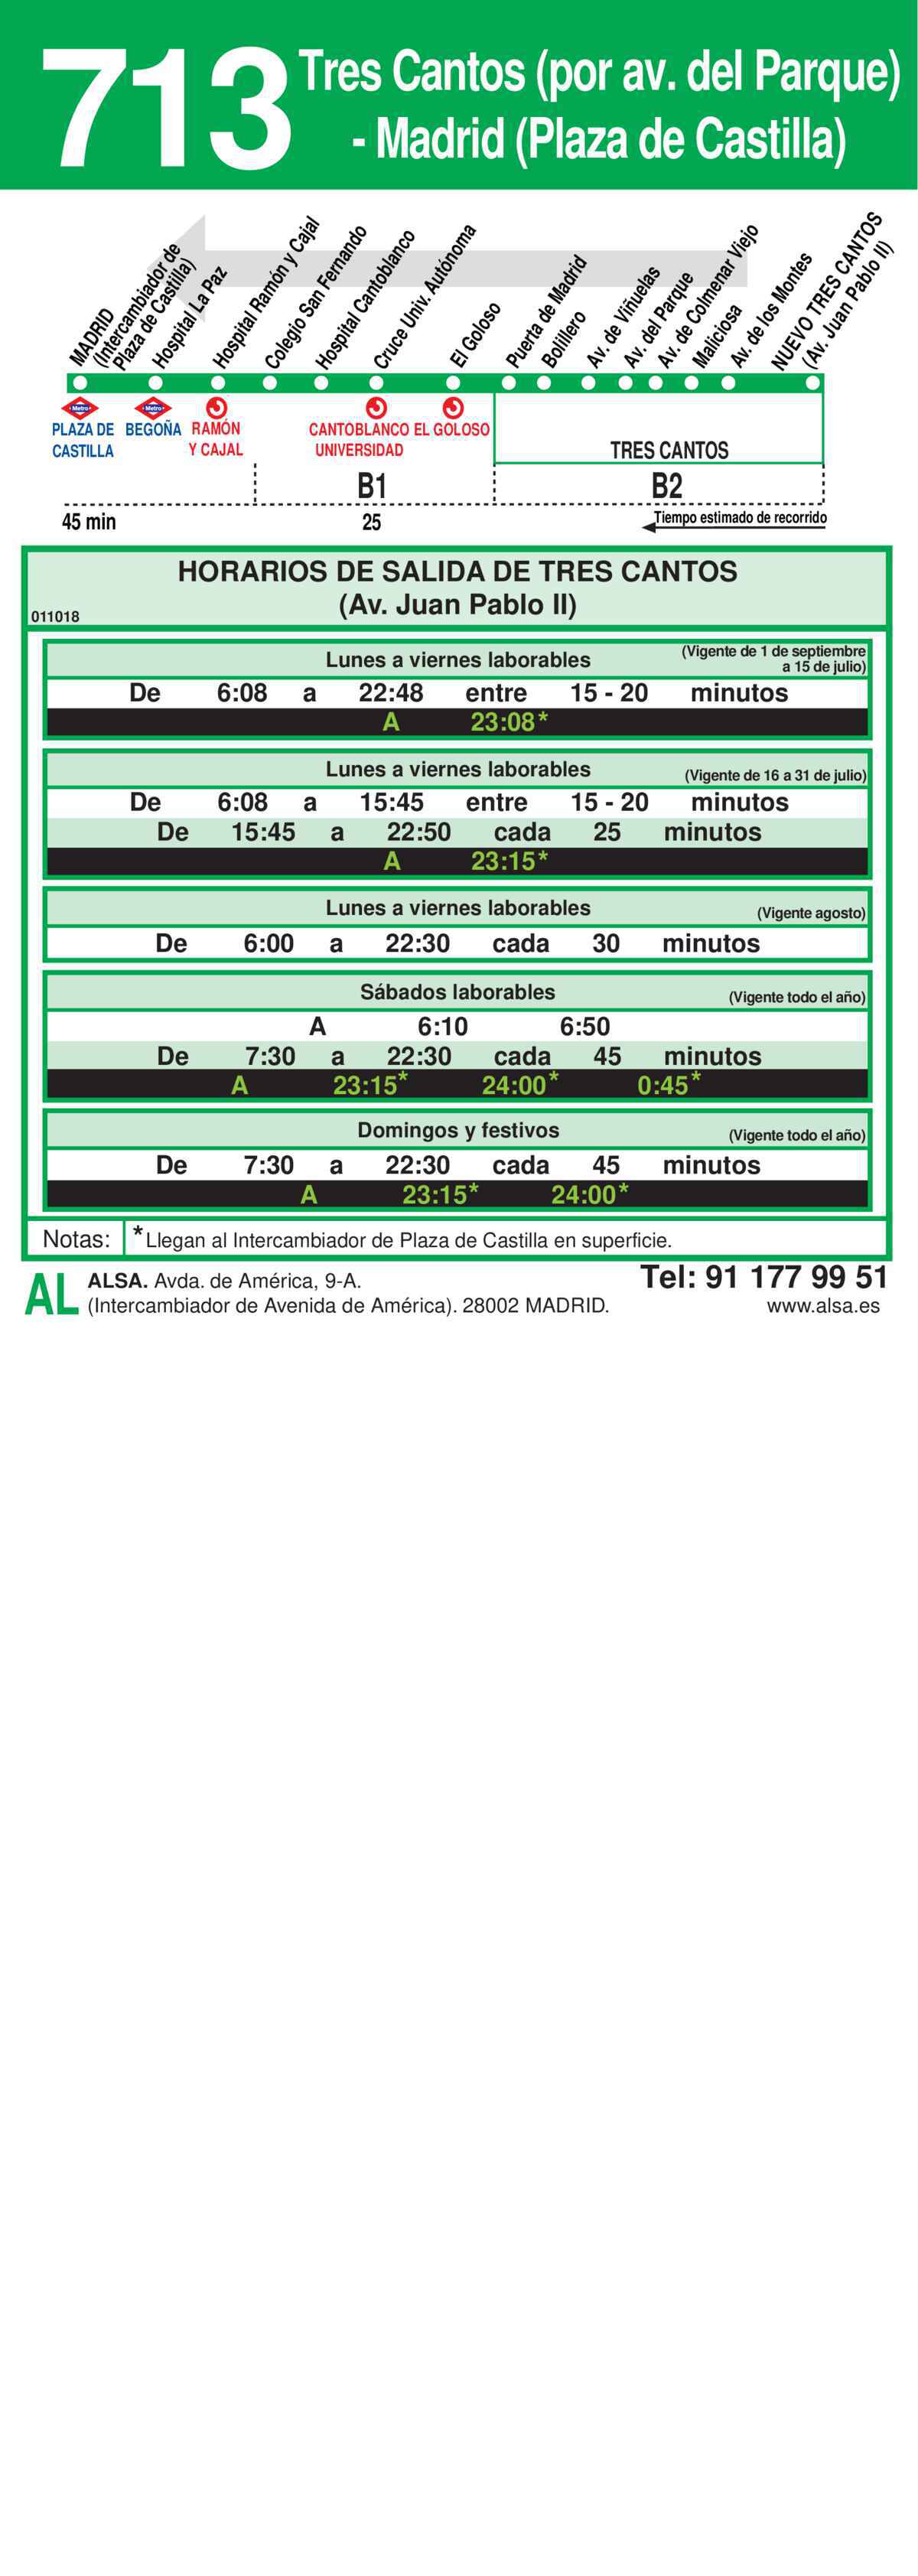 713
Tres Cantos (por av. del Parque)
- Madrid (Plaza de Castilla)
MADRID
(Intercambiador de
Plaza de Castilla)
Hospital La Paz
Hospital Ramón y Cajal
Colegio San Fernando
Hospital Cantoblanco
Cruce Univ. Autónoma
El Goloso
Puerta de Madrid
Bolillero
Av. de Viñuelas
Av. del Parque
Av. de Colmenar Viejo
Maliciosa
Av. de los Montes
NUEVO TRES CANTOS
(Av. Juan Pablo II)
Metro Metro
PLAZA DE BEGOÑA RAMÓN CANTOBLANCO EL GOLOSO
CASTILLA Y CAJAL UNIVERSIDAD TRES CANTOS
B1 B2
45 min 25 Tiempo estimado de recorrido
HORARIOS DE SALIDA DE TRES CANTOS
(Av. Juan Pablo II)
011018
Lunes a viernes laborables (Vigente de 1 de septiembre
a 15 de julio)
De 6:08 a 22:48 entre 15 - 20 minutos
A 23:08*
Lunes a viernes laborables (Vigente de 16 a 31 de julio)
De 6:08 a 15:45 entre 15 - 20 minutos
De 15:45 a 22:50 cada 25 minutos
A 23:15*
Lunes a viernes laborables (Vigente agosto)
De 6:00 a 22:30 cada 30 minutos
Sábados laborables (Vigente todo el año)
A 6:10 6:50
De 7:30 a 22:30 cada 45 minutos
A 23:15* 24:00* 0:45*
Domingos y festivos (Vigente todo el año)
De 7:30 a 22:30 cada 45 minutos
A 23:15* 24:00*
Notas: * Llegan al Intercambiador de Plaza de Castilla en superficie.
AL ALSA. Avda. de América, 9-A. Tel: 91 177 99 51
(Intercambiador de Avenida de América). 28002 MADRID. www.alsa.es